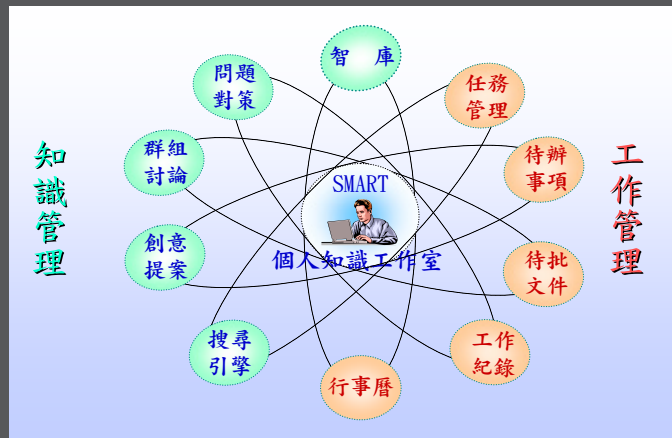 知
識
管
理
智 庫
問題
對策
群組
討論
創意
提案
搜尋
引擎
SMART
個人知識工作室
任務
管理
待辦
事項
待批
文件
工作
紀錄
行事曆
工
作
管
理